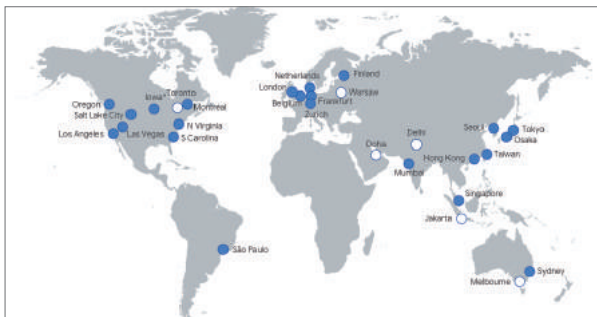 Netherlands
Finland
London
Warsaw
Belgium
Frankfurt
Zurich
Oregon
Iowa*
Toronto
Montreal
Salt Lake City
N Virginia
Los Angeles
Las Vegas
S Carolina
Doha
Delhi
Seoul
Tokyo
Osaka
Mumbai
Hong Kong
Taiwan
Singapore
Jakarta
São Paulo
Sydney
Melbourne